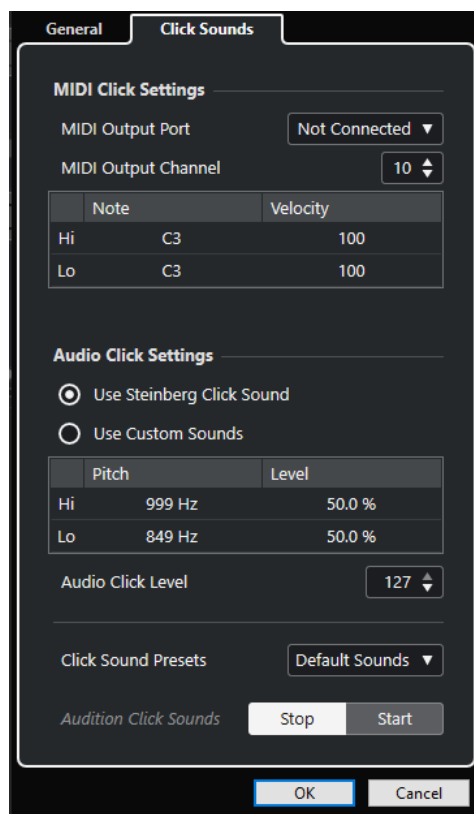 General Click Sounds
MIDI Click Settings
MIDI Output Port Not Connected
MIDI Output Channel 10
Note Velocity
Hi C3 100
Lo C3 100
Audio Click Settings
Use Steinberg Click Sound
Use Custom Sounds
Pitch Level
Hi 999 Hz 50.0 %
Lo 849 Hz 50.0 %
Audio Click Level 127
Click Sound Presets Default Sounds
Audition Click Sounds Stop Start
OK Cancel